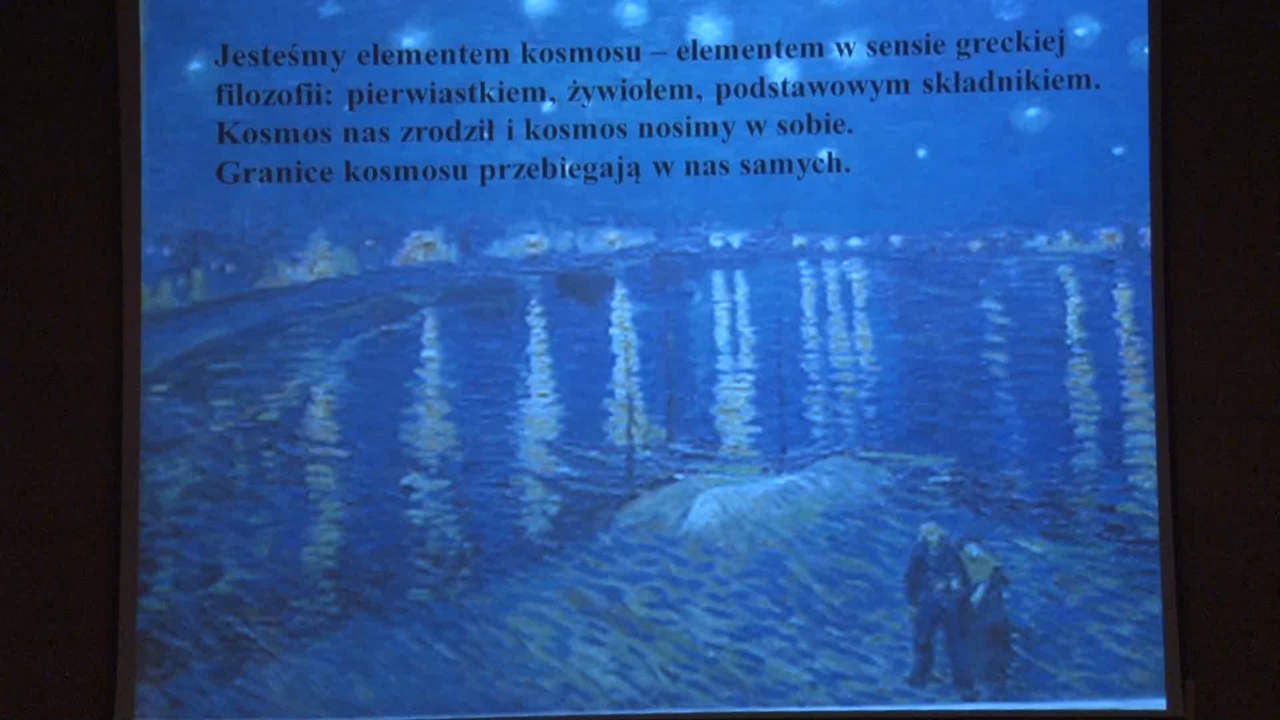 Jesteśmy elementem kosmosu – elementem w sensie greckiej
filozofii: pierwiastkiem, żywiołem, podstawowym składnikiem.
Kosmos nas zrodził i kosmos nosimy w sobie.
Granice kosmosu przebiegają w nas samych.